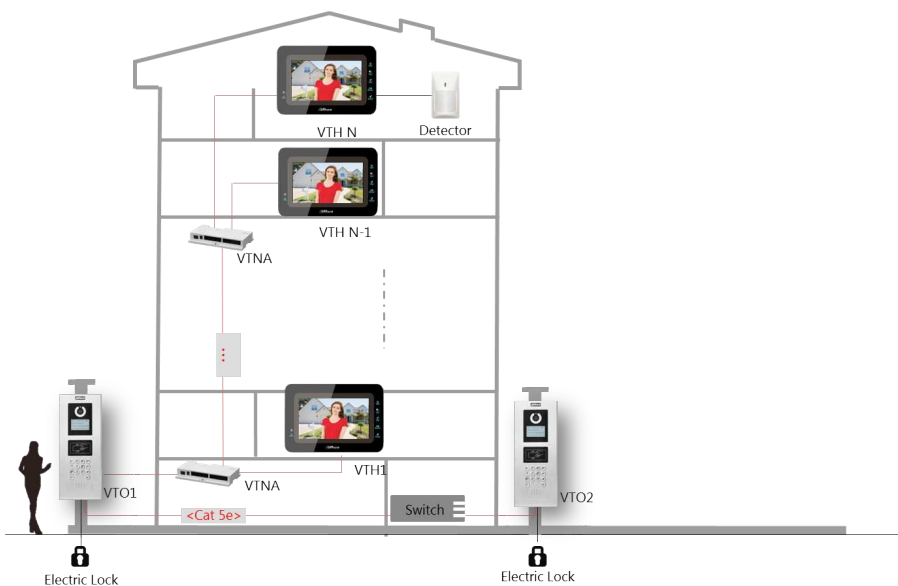 VTH N
Detector
VTH N-1
VTNA
VTH1
VTNA
VTO1
VTO2
Switch
<Cat 5e>
Electric Lock
Electric Lock